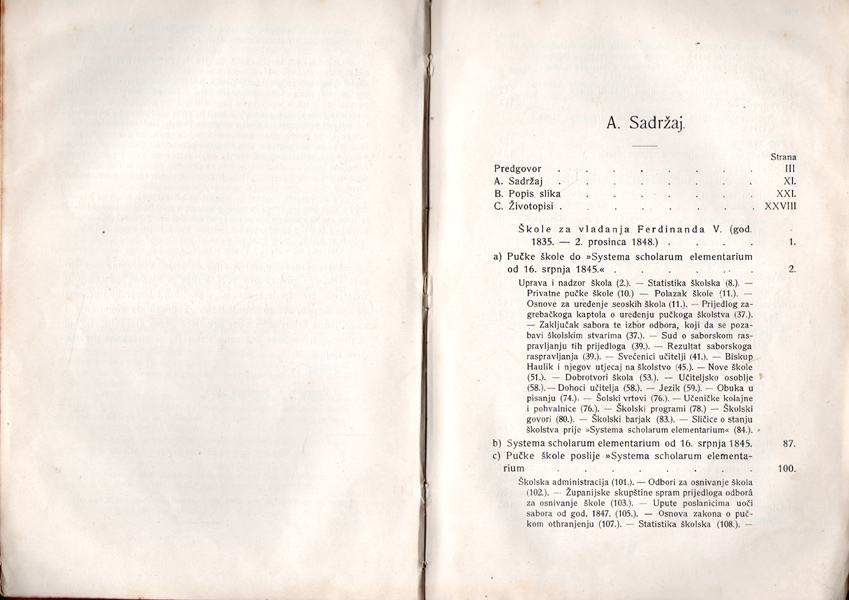 A. Sadržaj.
Strana
Predgovor . . . . . . . . III
A. Sadržaj . . . . . . . . XI.
B. Popis slika . . . . . . . XXI.
C. Životopisi . . . . . . . . XXVIII
Škole za vladanja Ferdinanda V. (god.
1835. — 2. prosinca 1848.) . . . . 1.
a) Pučke škole do »Systema scholarum elementarium
od 16. srpnja 1845.« . . . . . . 2.
Uprava i nadzor škola (2.). — Statistika školska (8.). —
Privatne pučke škole (10.) — Polazak škole (11.). —
Osnove za uređenje seoskih škola (11.). — Prijedlog za-
grebačkoga kaptola o uređenju pučkoga školstva (37.).
— Zaključak sabora te izbor odbora, koji da se poza-
bavi školskim stvarima (37.). — Sud o saborskom ras-
pravljanju tih prijedloga (39.). — Rezultat saborskoga
raspravljanja (39.). — Svećenici učitelji (41.). — Biskup
Haulik i njegov utjecaj na školstvo (45.). — Nove škole
(51.). — Dobrotvori škola (53.). — Učiteljsko osoblje
(58.). — Dohoci učitelja (58.). — Jezik (59.). — Obuka u
pisanju (74.). — Šolski vrtovi (76.). — Učeničke kolajne
i pohvalnice (76.). — Školski programi (78.) — Školski
govori (80.). — Školski barjak (83.). — Sličice o stanju
školstva prije »Systema scholarum elementarium« (84.).
b) Systema scholarum elementarium od 16. srpnja 1845. 87.
c) Pučke škole poslije »Systema scholarum elementa-
rium . . . . . . . . 100.
Školska administracija (101.). — Odbori za osnivanje škola
(102.). — Županijske skupštine spram prijedloga odborâ
za osnivanje škole (103.). — Upute poslanicima uoči
sabora od god. 1847. (105.). — Osnova zakona o puč-
kom othranjenju (107.). — Statistika školska (108.). —